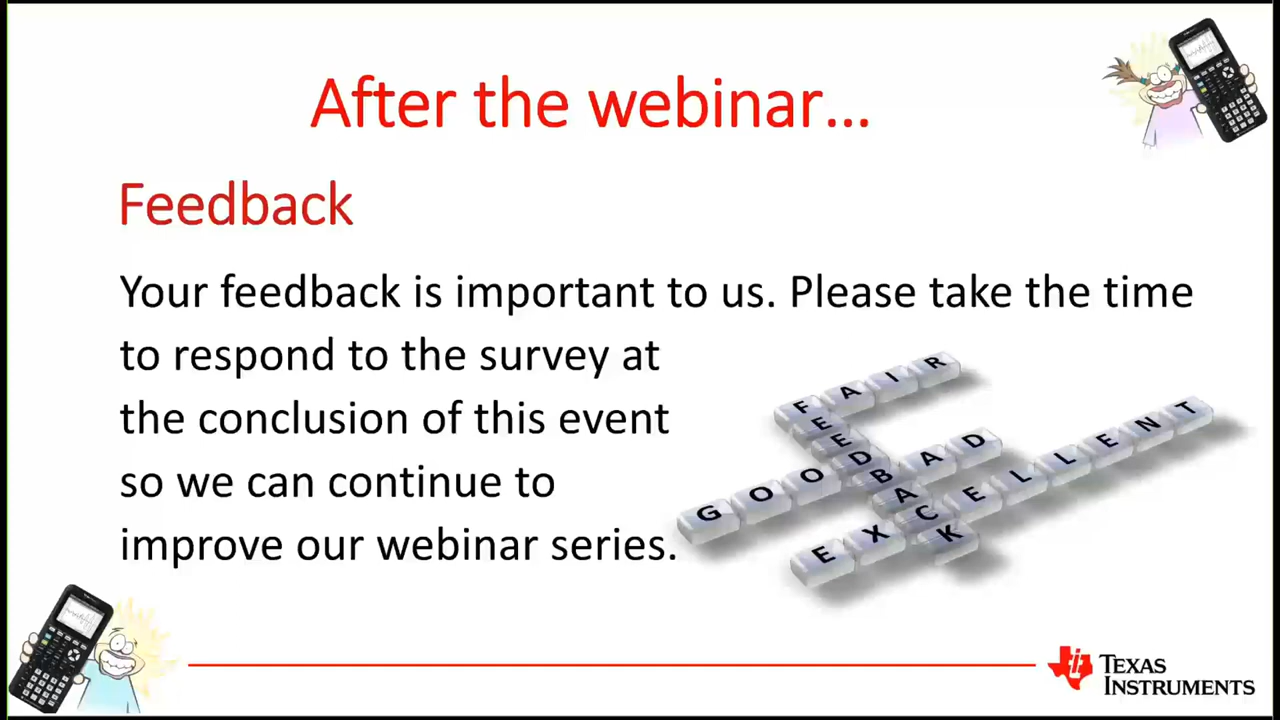 After the webinar...
Feedback
Your feedback is important to us. Please take the time
to respond to the survey at
the conclusion of this event
so we can continue to
improve our webinar series.
FAIR
FEEDBACK
GOOD
BAD
EXCELLENT
TEXAS
INSTRUMENTS